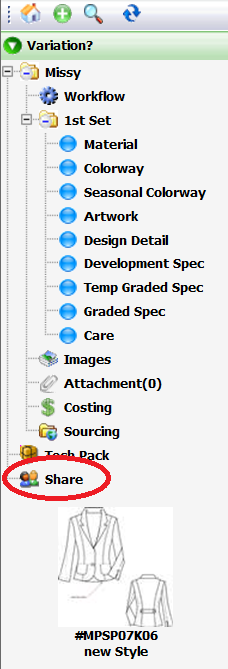 Variation?
Missy
Workflow
1st Set
Material
Colorway
Seasonal Colorway
Artwork
Design Detail
Development Spec
Temp Graded Spec
Graded Spec
Care
Images
Attachment(0)
Costing
Sourcing
Tech Pack
Share
#MPSP07K06
new Style